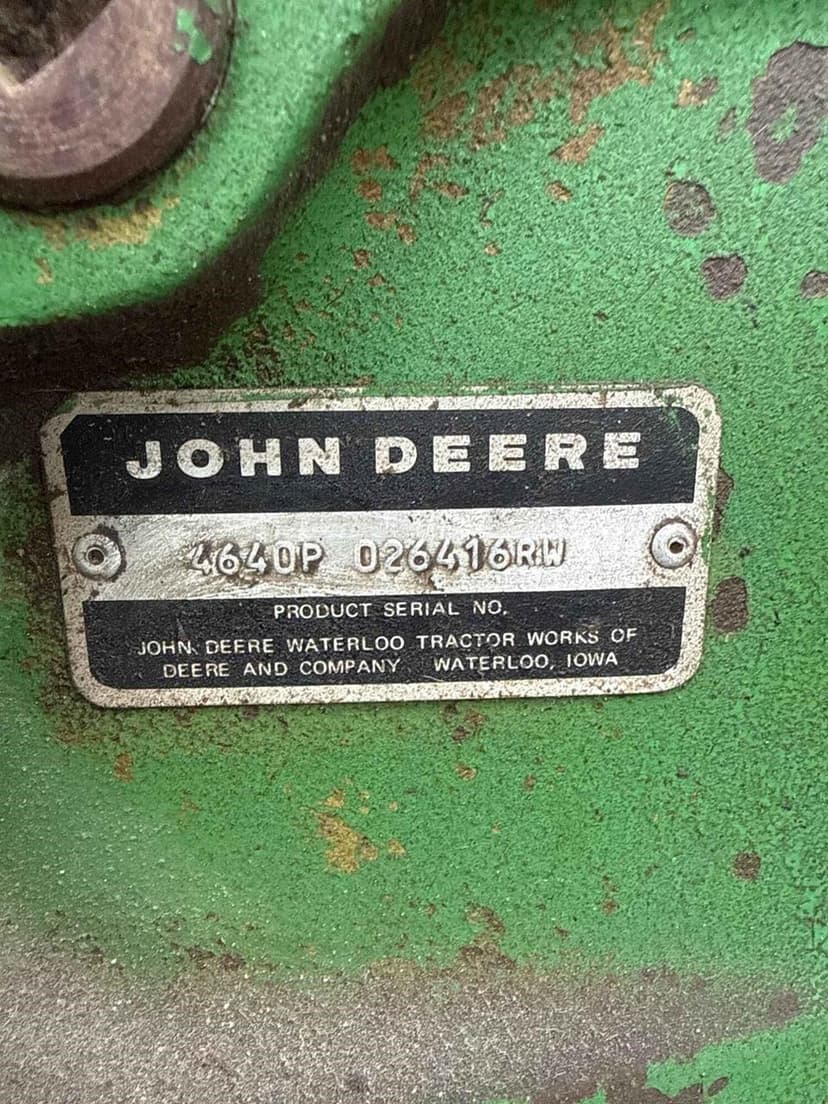 JOHN DEERE
4640P 026416RW
PRODUCT SERIAL NO.
JOHN DEERE WATERLOO TRACTOR WORKS OF
DEERE AND COMPANY WATERLOO, IOWA